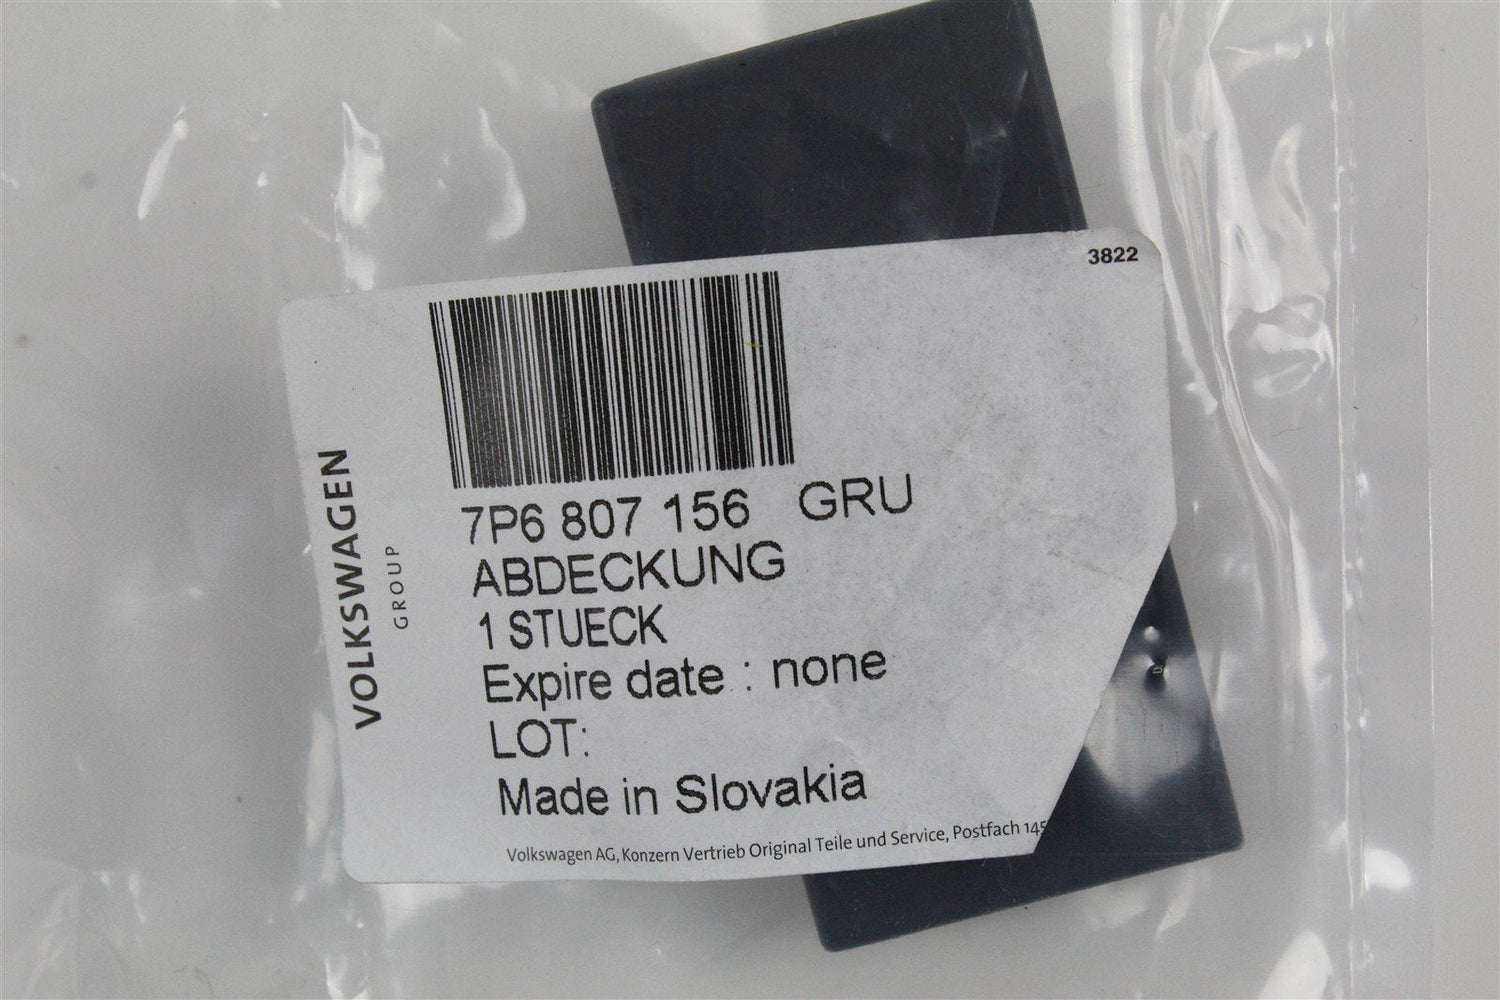 3822
7P6 807 156 GRU
ABDECKUNG
1 STUECK
Expire date : none
LOT:
Made in Slovakia
Volkswagen AG, Konzern Vertrieb Original Teile und Service, Postfach 145
VOLKSWAGEN
GROUP